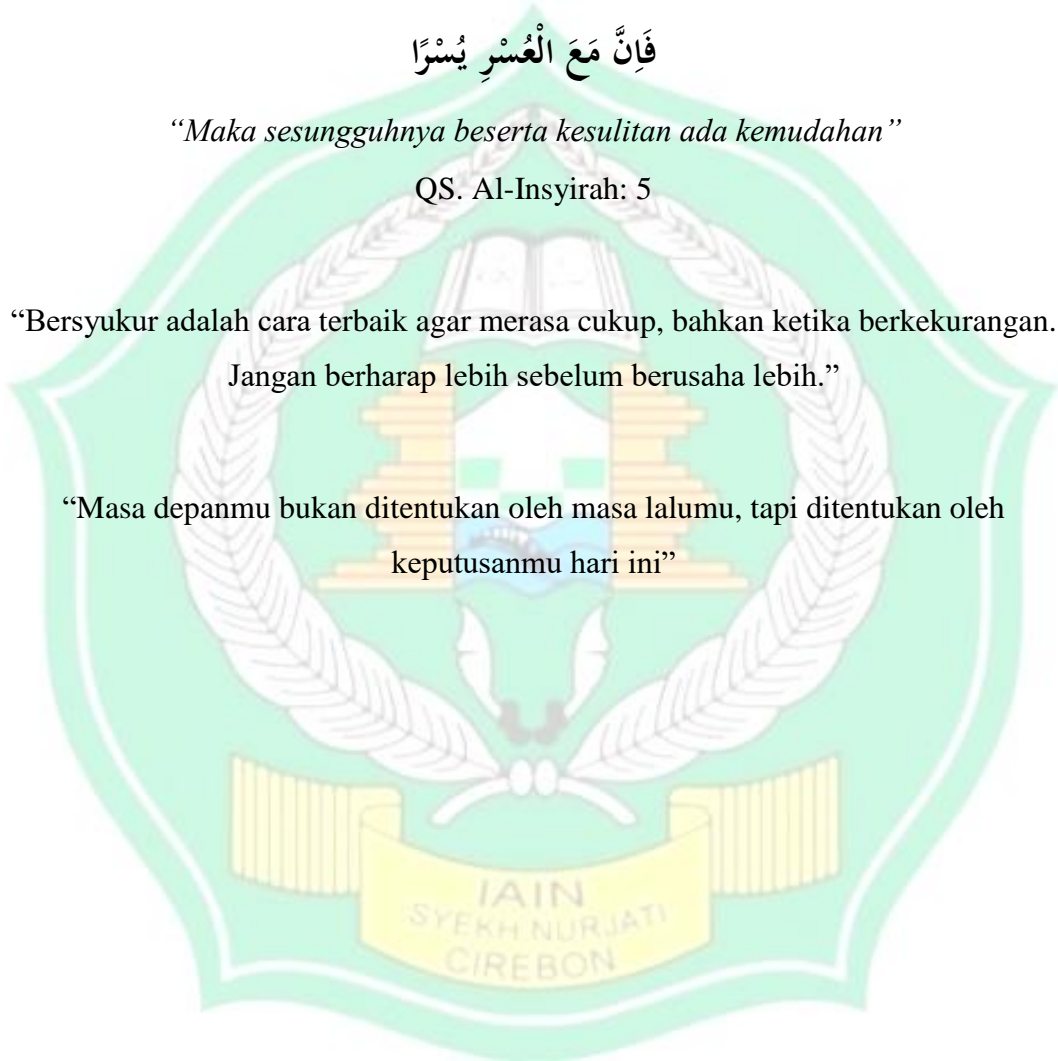 فَاِنَّ مَعَ الْعُسْرِ يُسْرًا
“Maka sesungguhnya beserta kesulitan ada kemudahan”
QS. Al-Insyirah: 5
“Bersyukur adalah cara terbaik agar merasa cukup, bahkan ketika berkekurangan.
Jangan berharap lebih sebelum berusaha lebih.”
“Masa depanmu bukan ditentukan oleh masa lalumu, tapi ditentukan oleh
keputusanmu hari ini”
IAIN
SYEKH NURJATI
CIREBON